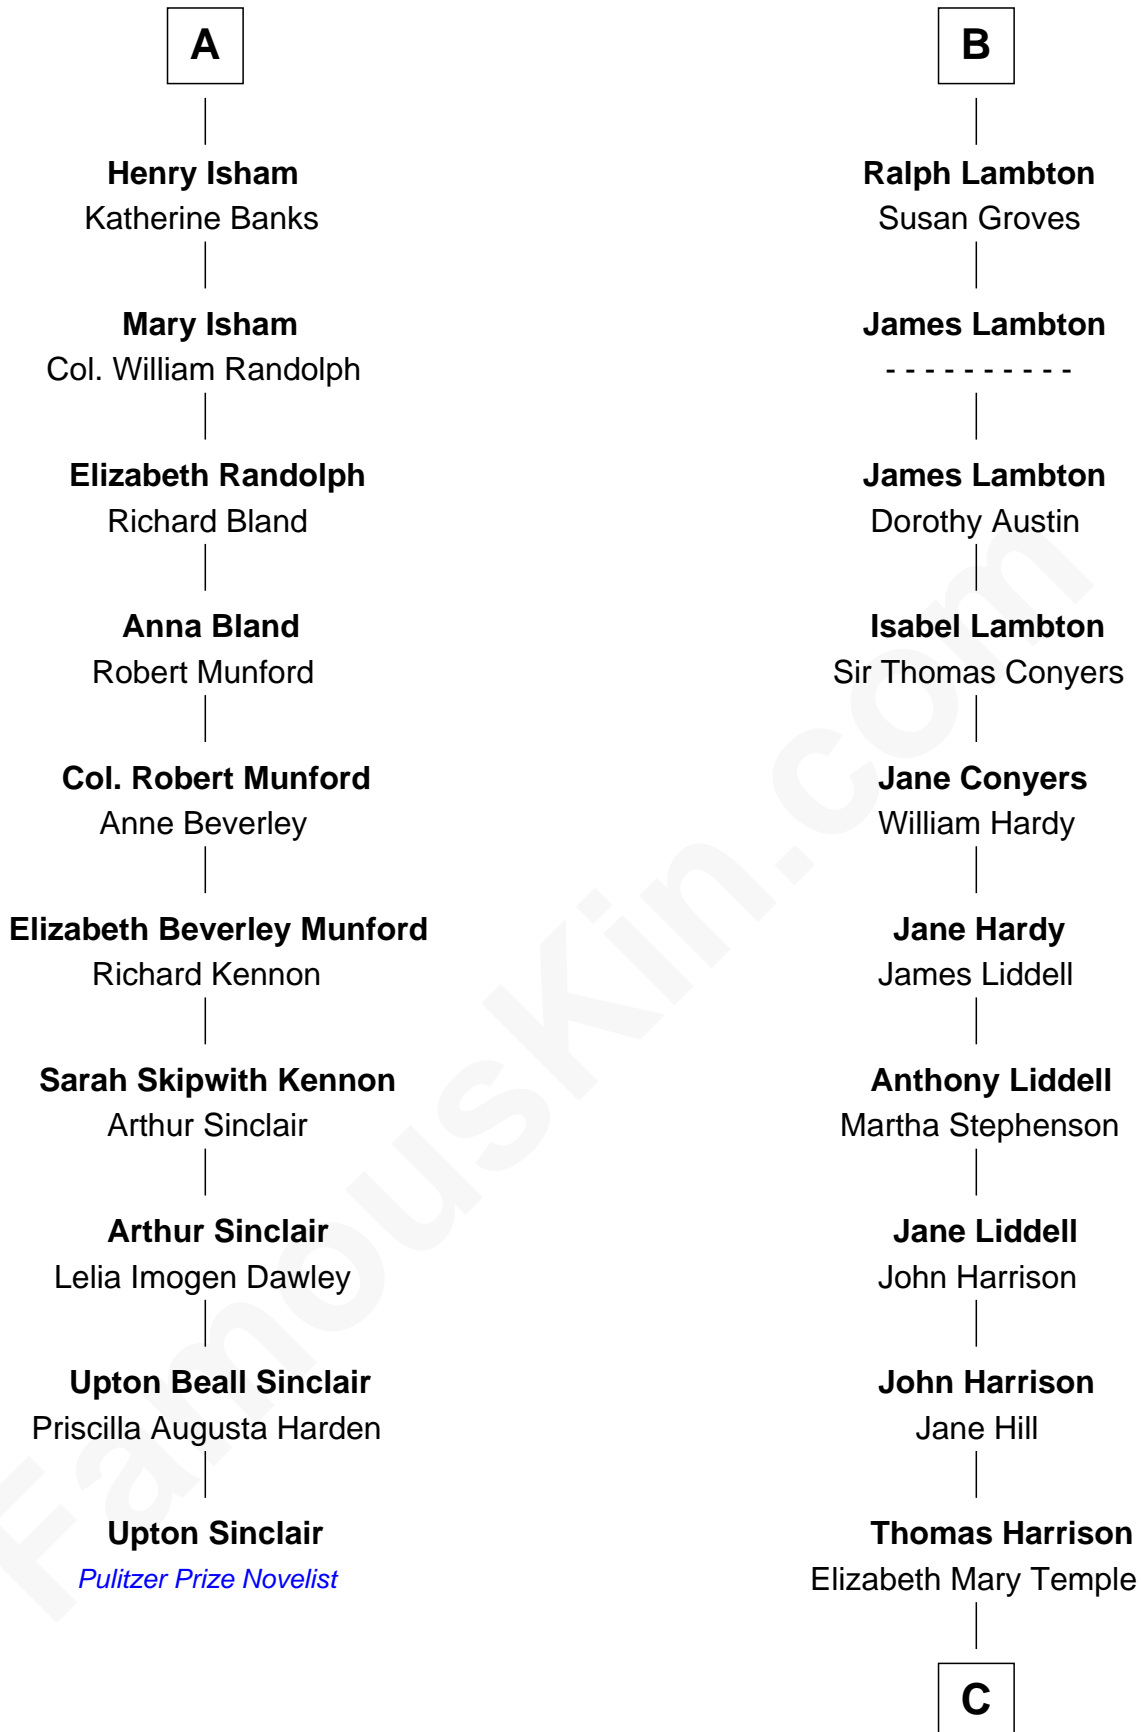 A
Henry Isham
Katherine Banks
Mary Isham
Col. William Randolph
Elizabeth Randolph
Richard Bland
Anna Bland
Robert Munford
Col. Robert Munford
Anne Beverley
Elizabeth Beverley Munford
Richard Kennon
Sarah Skipwith Kennon
Arthur Sinclair
Arthur Sinclair
Lelia Imogen Dawley
Upton Beall Sinclair
Priscilla Augusta Harden
Upton Sinclair
Pulitzer Prize Novelist
B
Ralph Lambton
Susan Groves
James Lambton
- - - - - - - - - -
James Lambton
Dorothy Austin
Isabel Lambton
Sir Thomas Conyers
Jane Conyers
William Hardy
Jane Hardy
James Liddell
Anthony Liddell
Martha Stephenson
Jane Liddell
John Harrison
John Harrison
Jane Hill
Thomas Harrison
Elizabeth Mary Temple
C
FamousKin.com